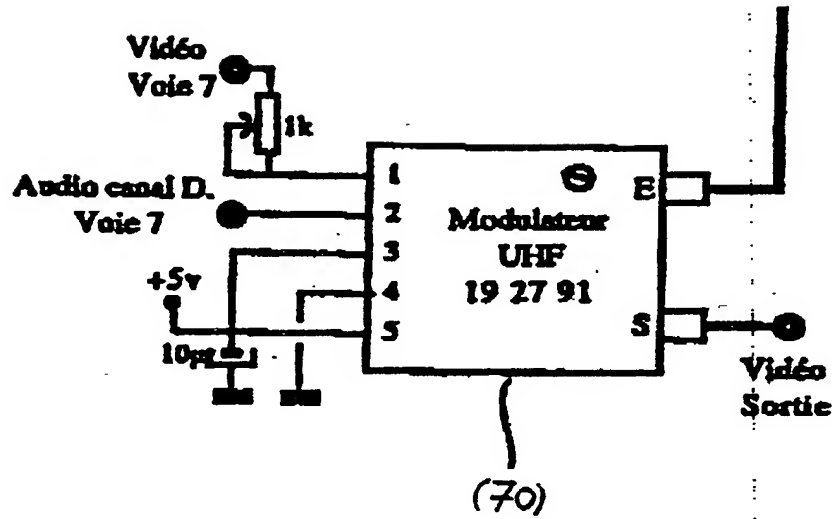 Vidéo
Voie 7
1k
Audio canal D.
Voie 7
+5v
10µf
1
2
3
4
5
S
Modulateur
UHF
19 27 91
E
S
Vidéo
Sortie
(70)